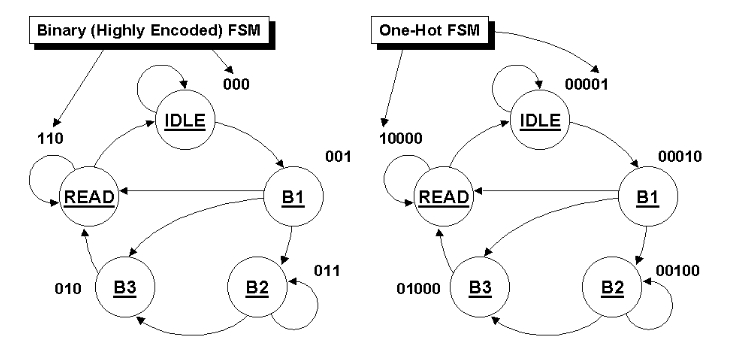 Binary (Highly Encoded) FSM
000
IDLE
110
001
READ
B1
011
010
B3
B2
One-Hot FSM
00001
IDLE
10000
00010
READ
B1
00100
01000
B3
B2